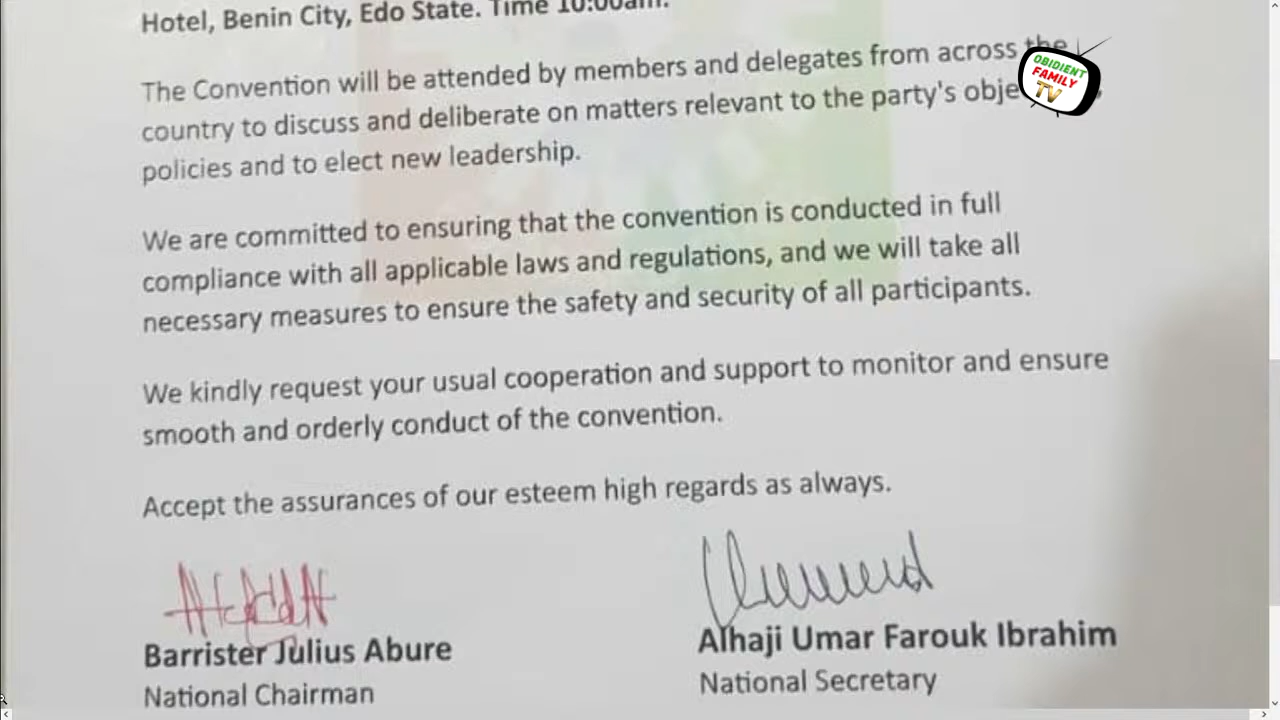 Hotel, Benin City, Edo State. Time 10:00am.
The Convention will be attended by members and delegates from across the
country to discuss and deliberate on matters relevant to the party's obje
policies and to elect new leadership.
We are committed to ensuring that the convention is conducted in full
compliance with all applicable laws and regulations, and we will take all
necessary measures to ensure the safety and security of all participants.
We kindly request your usual cooperation and support to monitor and ensure
smooth and orderly conduct of the convention.
Accept the assurances of our esteem high regards as always.
Barrister Julius Abure
National Chairman
Alhaji Umar Farouk Ibrahim
National Secretary
OBIDIENT
FAMILY
TV